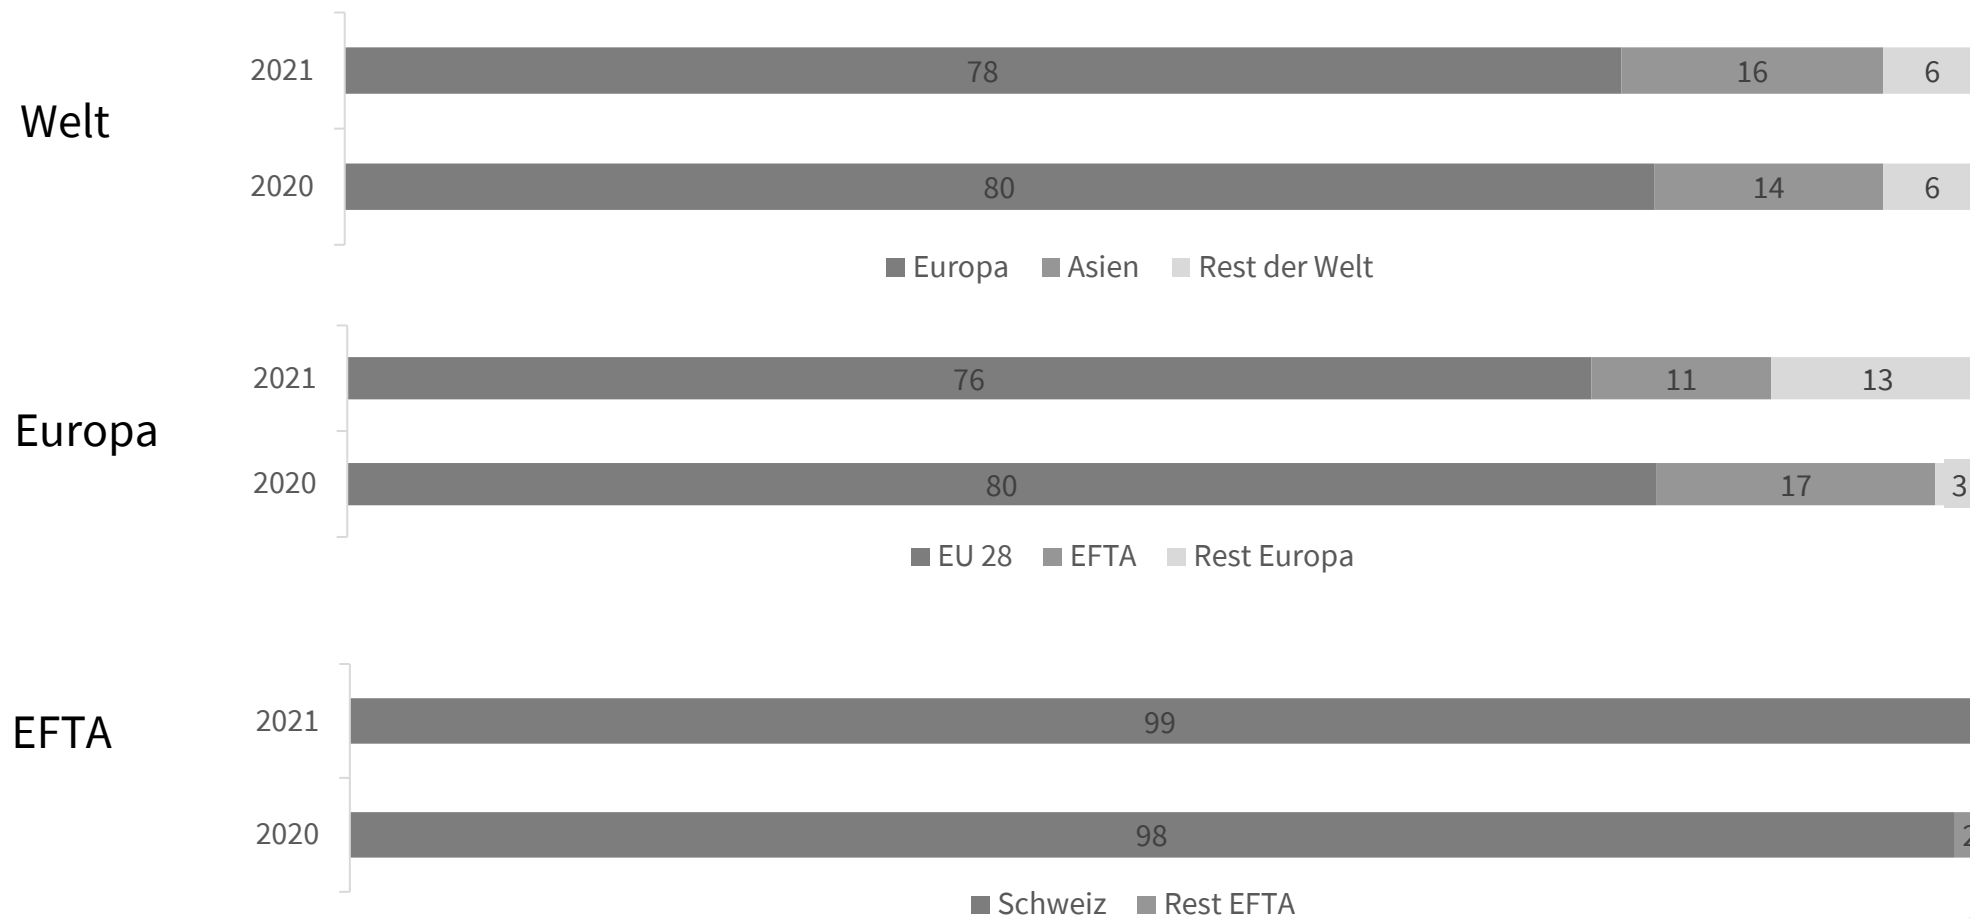 Welt
2021 78 16 6
2020 80 14 6
Europa Asien Rest der Welt
Europa
2021 76 11 13
2020 80 17 3
EU 28 EFTA Rest Europa
EFTA
2021 99
2020 98 2
Schweiz Rest EFTA